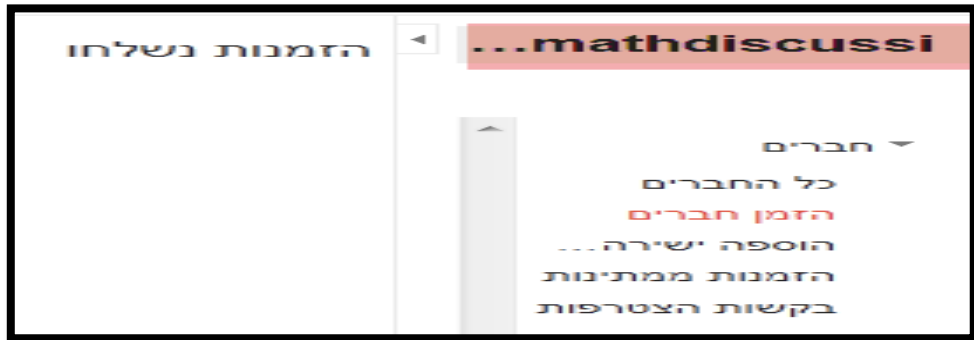 mathdiscussi...
הזמנות נשלחו
חברים
כל החברים
הזמן חברים
הוספה ישירה...
הזמנות ממתינות
בקשות הצטרפות